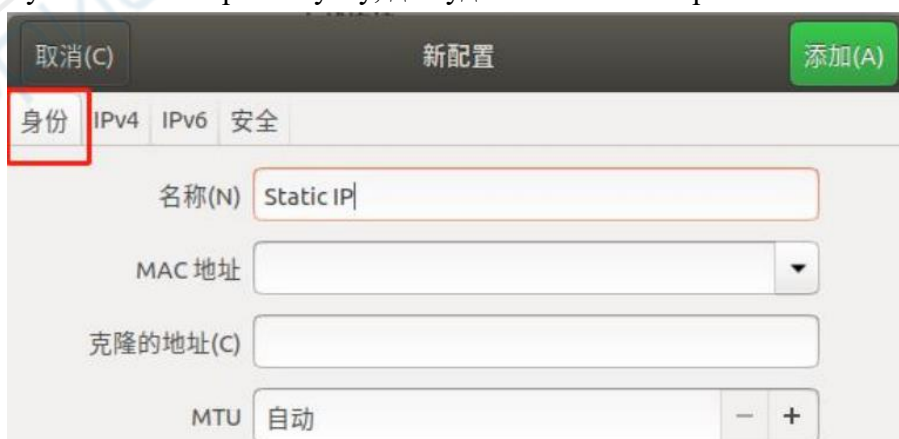 取消(C) 新配置 添加(A)
身份 IPv4 IPv6 安全
名称(N) Static IP
MAC 地址
克隆的地址(C)
MTU 自动 − +